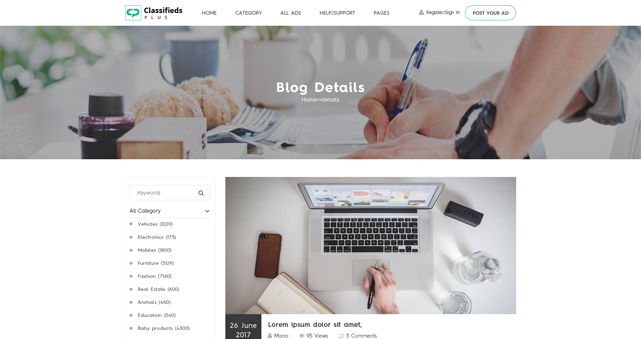 Classifieds
PLUS
HOME
CATEGORY
ALL ADS
HELP/SUPPORT
PAGES
Register/Sign In
POST YOUR AD
Blog Details
Home>>details
Keywords
All Category
Vehicles (1029)
Electronics (175)
Mobiles (1800)
Furniture (3129)
Fashion (7160)
Real Estate (600)
Animals (460)
Education (540)
Baby products (4300)
26 June
2017
Lorem ipsum dolor sit amet,
Mano
95 Views
5 Comments